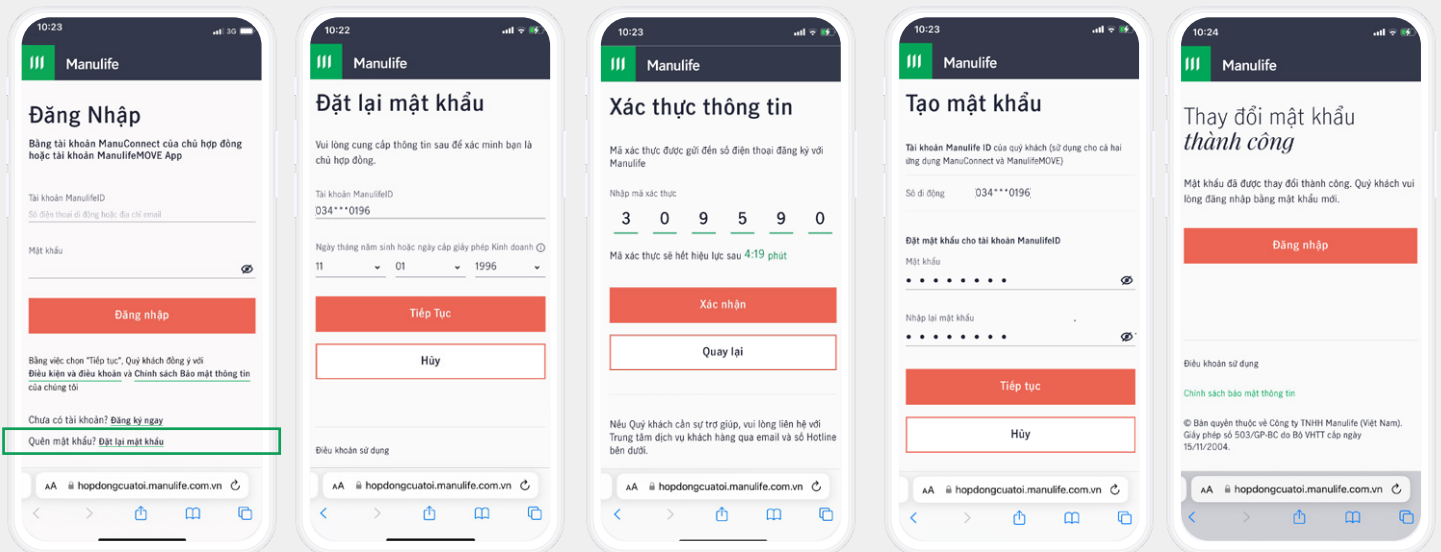 10:23
3G
Manulife
Đăng Nhập
Bằng tài khoản ManuConnect của chủ hợp đồng
hoặc tài khoản ManulifeMOVE App
Tài khoản ManulifeID
Số điện thoại di động hoặc địa chỉ email
Mật khẩu
Đăng nhập
Bằng việc chọn "Tiếp tục", Quý khách đồng ý với
Điều kiện và điều khoản và Chính sách Bảo mật thông tin
của chúng tôi
Chưa có tài khoản? Đăng ký ngay
Quên mật khẩu? Đặt lại mật khẩu
AA hopdongcuatoi.manulife.com.vn
10:22
Manulife
Đặt lại mật khẩu
Vui lòng cung cấp thông tin sau để xác minh bạn là
chủ hợp đồng.
Tài khoản ManulifeID
034***0196
Ngày tháng năm sinh hoặc ngày cấp giấy phép Kinh doanh
11 01 1996
Tiếp Tục
Hủy
Điều khoản sử dụng
AA hopdongcuatoi.manulife.com.vn
10:23
Manulife
Xác thực thông tin
Mã xác thực được gửi đến số điện thoại đăng ký với
Manulife
Nhập mã xác thực
3 0 9 5 9 0
Mã xác thực sẽ hết hiệu lực sau 4:19 phút
Xác nhận
Quay lại
Nếu Quý khách cần sự trợ giúp, vui lòng liên hệ với
Trung tâm dịch vụ khách hàng qua email và số Hotline
bên dưới.
AA hopdongcuatoi.manulife.com.vn
10:23
Manulife
Tạo mật khẩu
Tài khoản Manulife ID của quý khách (sử dụng cho cả hai
ứng dụng ManuConnect và ManulifeMOVE)
Số di động 034***0196
Đặt mật khẩu cho tài khoản ManulifeID
Mật khẩu
Nhập lại mật khẩu
Tiếp tục
Hủy
AA hopdongcuatoi.manulife.com.vn
10:24
Manulife
Thay đổi mật khẩu
thành công
Mật khẩu đã được thay đổi thành công. Quý khách vui
lòng đăng nhập bằng mật khẩu mới.
Đăng nhập
Điều khoản sử dụng
Chính sách bảo mật thông tin
© Bản quyền thuộc về Công ty TNHH Manulife (Việt Nam).
Giấy phép số 503/GP-BC do Bộ VHTT cấp ngày
15/11/2004.
AA hopdongcuatoi.manulife.com.vn